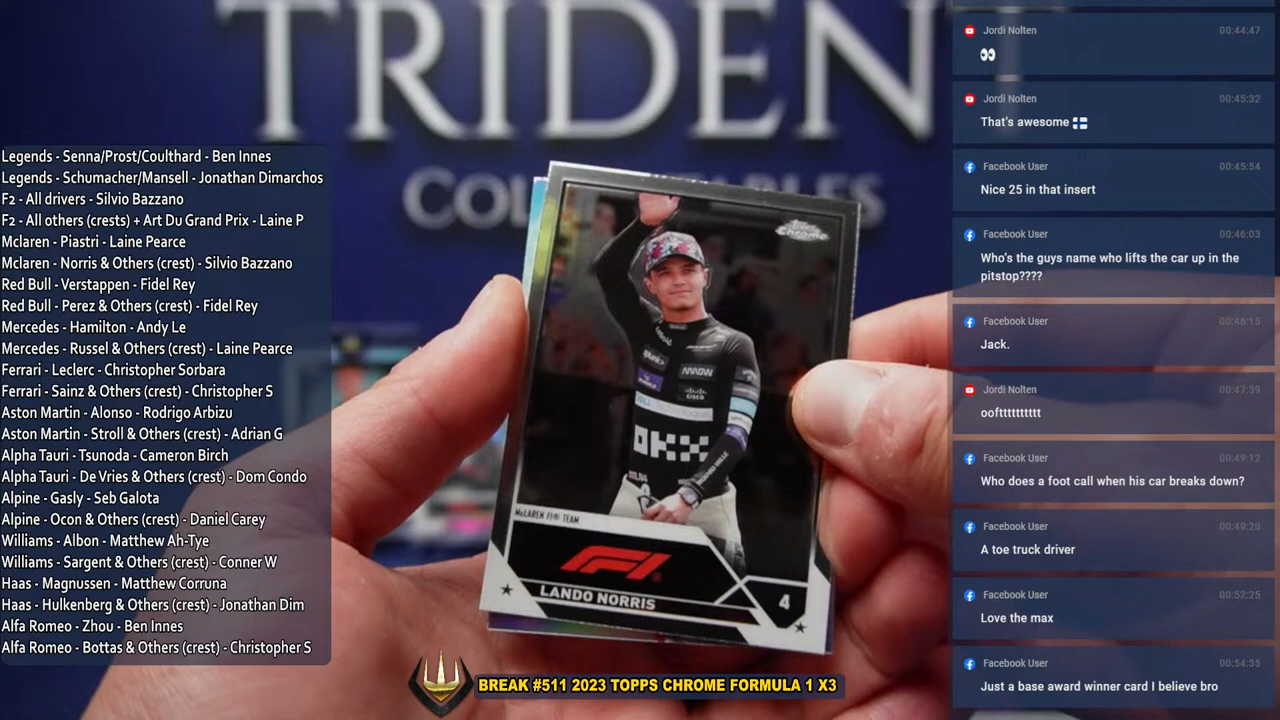 TRIDEN
COL
ES
Legends - Senna/Prost/Coulthard - Ben Innes
Legends - Schumacher/Mansell - Jonathan Dimarchos
F2 - All drivers - Silvio Bazzano
F2 - All others (crests) + Art Du Grand Prix - Laine P
Mclaren - Piastri - Laine Pearce
Mclaren - Norris & Others (crest) - Silvio Bazzano
Red Bull - Verstappen - Fidel Rey
Red Bull - Perez & Others (crest) - Fidel Rey
Mercedes - Hamilton - Andy Le
Mercedes - Russel & Others (crest) - Laine Pearce
Ferrari - Leclerc - Christopher Sorbara
Ferrari - Sainz & Others (crest) - Christopher S
Aston Martin - Alonso - Rodrigo Arbizu
Aston Martin - Stroll & Others (crest) - Adrian G
Alpha Tauri - Tsunoda - Cameron Birch
Alpha Tauri - De Vries & Others (crest) - Dom Condo
Alpine - Gasly - Seb Galota
Alpine - Ocon & Others (crest) - Daniel Carey
Williams - Albon - Matthew Ah-Tye
Williams - Sargent & Others (crest) - Conner W
Haas - Magnussen - Matthew Corruna
Haas - Hulkenberg & Others (crest) - Jonathan Dim
Alfa Romeo - Zhou - Ben Innes
Alfa Romeo - Bottas & Others (crest) - Christopher S
Topps
Chrome
ARROW
CISCO
OKX
McLAREN F1® TEAM
F1®
LANDO NORRIS
4
BREAK #511 2023 TOPPS CHROME FORMULA 1 X3
Jordi Nolten 00:44:47
👀
Jordi Nolten 00:45:32
That's awesome 🇫🇮
Facebook User 00:45:54
Nice 25 in that insert
Facebook User 00:46:03
Who's the guys name who lifts the car up in the
pitstop????
Facebook User 00:46:15
Jack.
Jordi Nolten 00:47:39
ooftttttttttt
Facebook User 00:49:12
Who does a foot call when his car breaks down?
Facebook User 00:49:20
A toe truck driver
Facebook User 00:52:25
Love the max
Facebook User 00:54:35
Just a base award winner card I believe bro